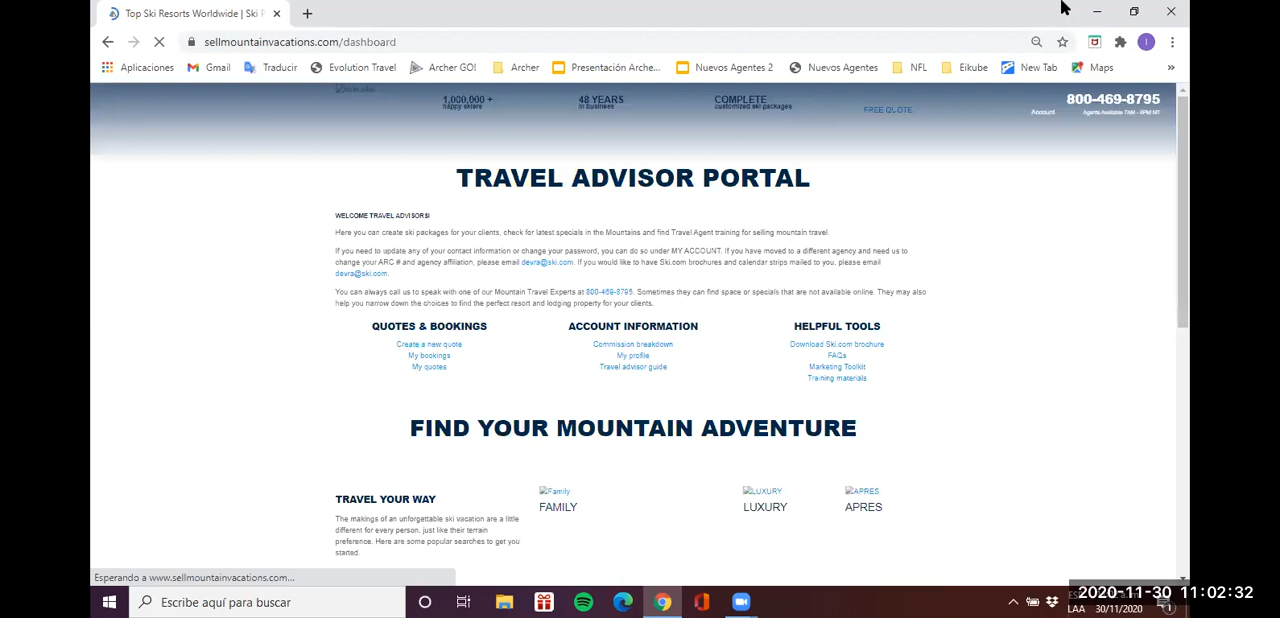 Top Ski Resorts Worldwide | Ski P
sellmountainvacations.com/dashboard
Aplicaciones Gmail Traducir Evolution Travel Archer GO! Archer Presentación Arche... Nuevos Agentes 2 Nuevos Agentes NFL Eikube New Tab Maps »
1,000,000 + 48 YEARS COMPLETE 800-469-8795
happy skiers in business customized ski packages FREE QUOTE Account Agents Available 7AM - 8PM MT
TRAVEL ADVISOR PORTAL
WELCOME TRAVEL ADVISORS!
Here you can create ski packages for your clients, check for latest specials in the Mountains and find Travel Agent training for selling mountain travel.
If you need to update any of your contact information or change your password, you can do so under MY ACCOUNT. If you have moved to a different agency and need us to
change your ARC # and agency affiliation, please email devra@ski.com. If you would like to have Ski.com brochures and calendar strips mailed to you, please email
devra@ski.com.
You can always call us to speak with one of our Mountain Travel Experts at 800-469-8795. Sometimes they can find space or specials that are not available online. They may also
help you narrow down the choices to find the perfect resort and lodging property for your clients.
QUOTES & BOOKINGS ACCOUNT INFORMATION HELPFUL TOOLS
Create a new quote Commission breakdown Download Ski.com brochure
My bookings My profile FAQs
My quotes Travel advisor guide Marketing Toolkit
Training materials
FIND YOUR MOUNTAIN ADVENTURE
Family LUXURY APRES
TRAVEL YOUR WAY FAMILY LUXURY APRES
The makings of an unforgettable ski vacation are a little
different for every person, just like their terrain
preference. Here are some popular searches to get you
started.
Esperando a www.sellmountainvacations.com...
Escribe aquí para buscar
2020-11-30 11:02:32
LAA 30/11/2020